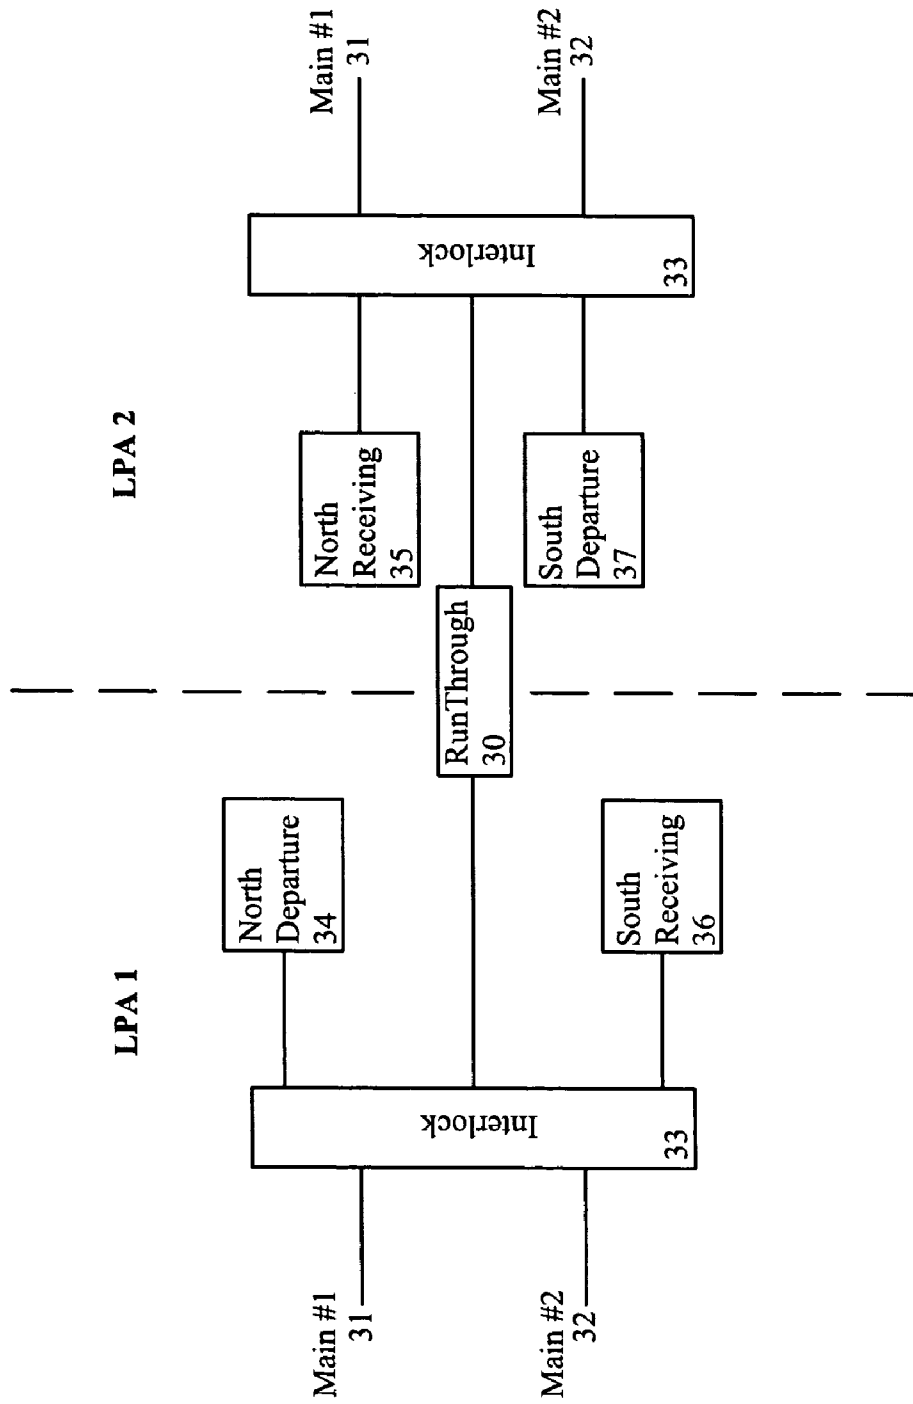 LPA 1
LPA 2
Main #1
31
Main #2
32
Interlock
33
North
Departure
34
South
Receiving
36
RunThrough
30
North
Receiving
35
South
Departure
37
Interlock
33
Main #1
31
Main #2
32